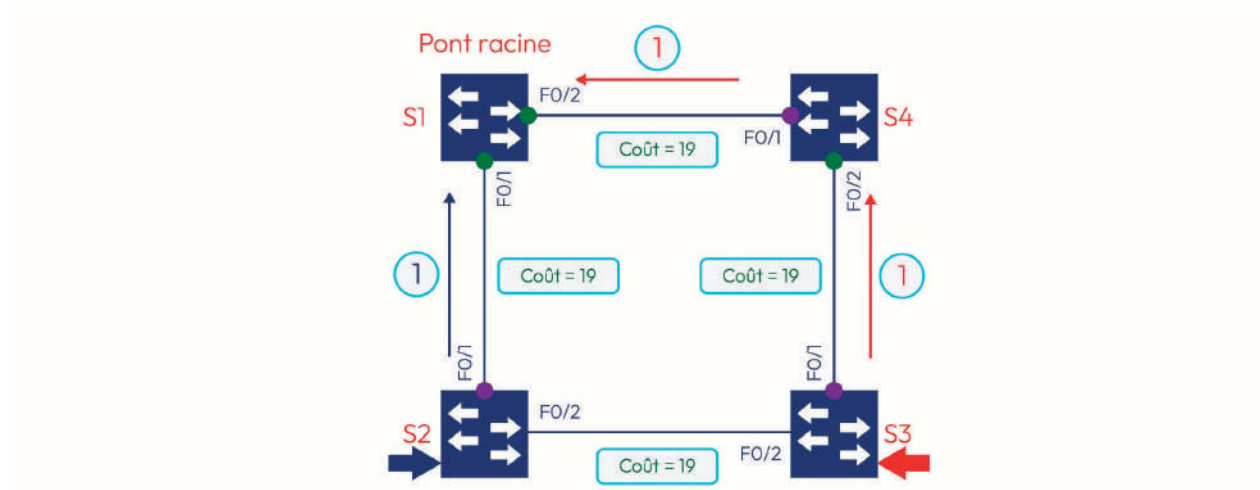 Pont racine
1
S1
F0/2
F0/1
S4
Coût = 19
F0/1
F0/2
1
Coût = 19
Coût = 19
1
F0/1
F0/1
S2
F0/2
F0/2
S3
Coût = 19